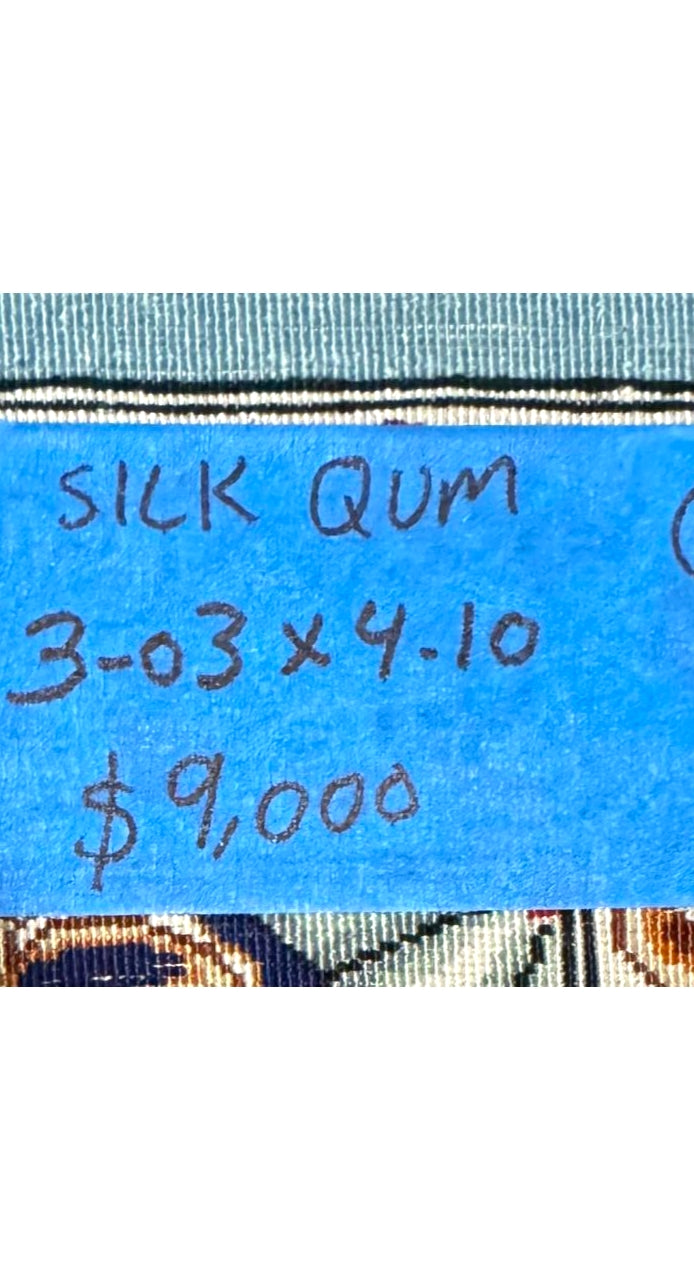 SILK QUM
3-03 x 4.10
$9,000